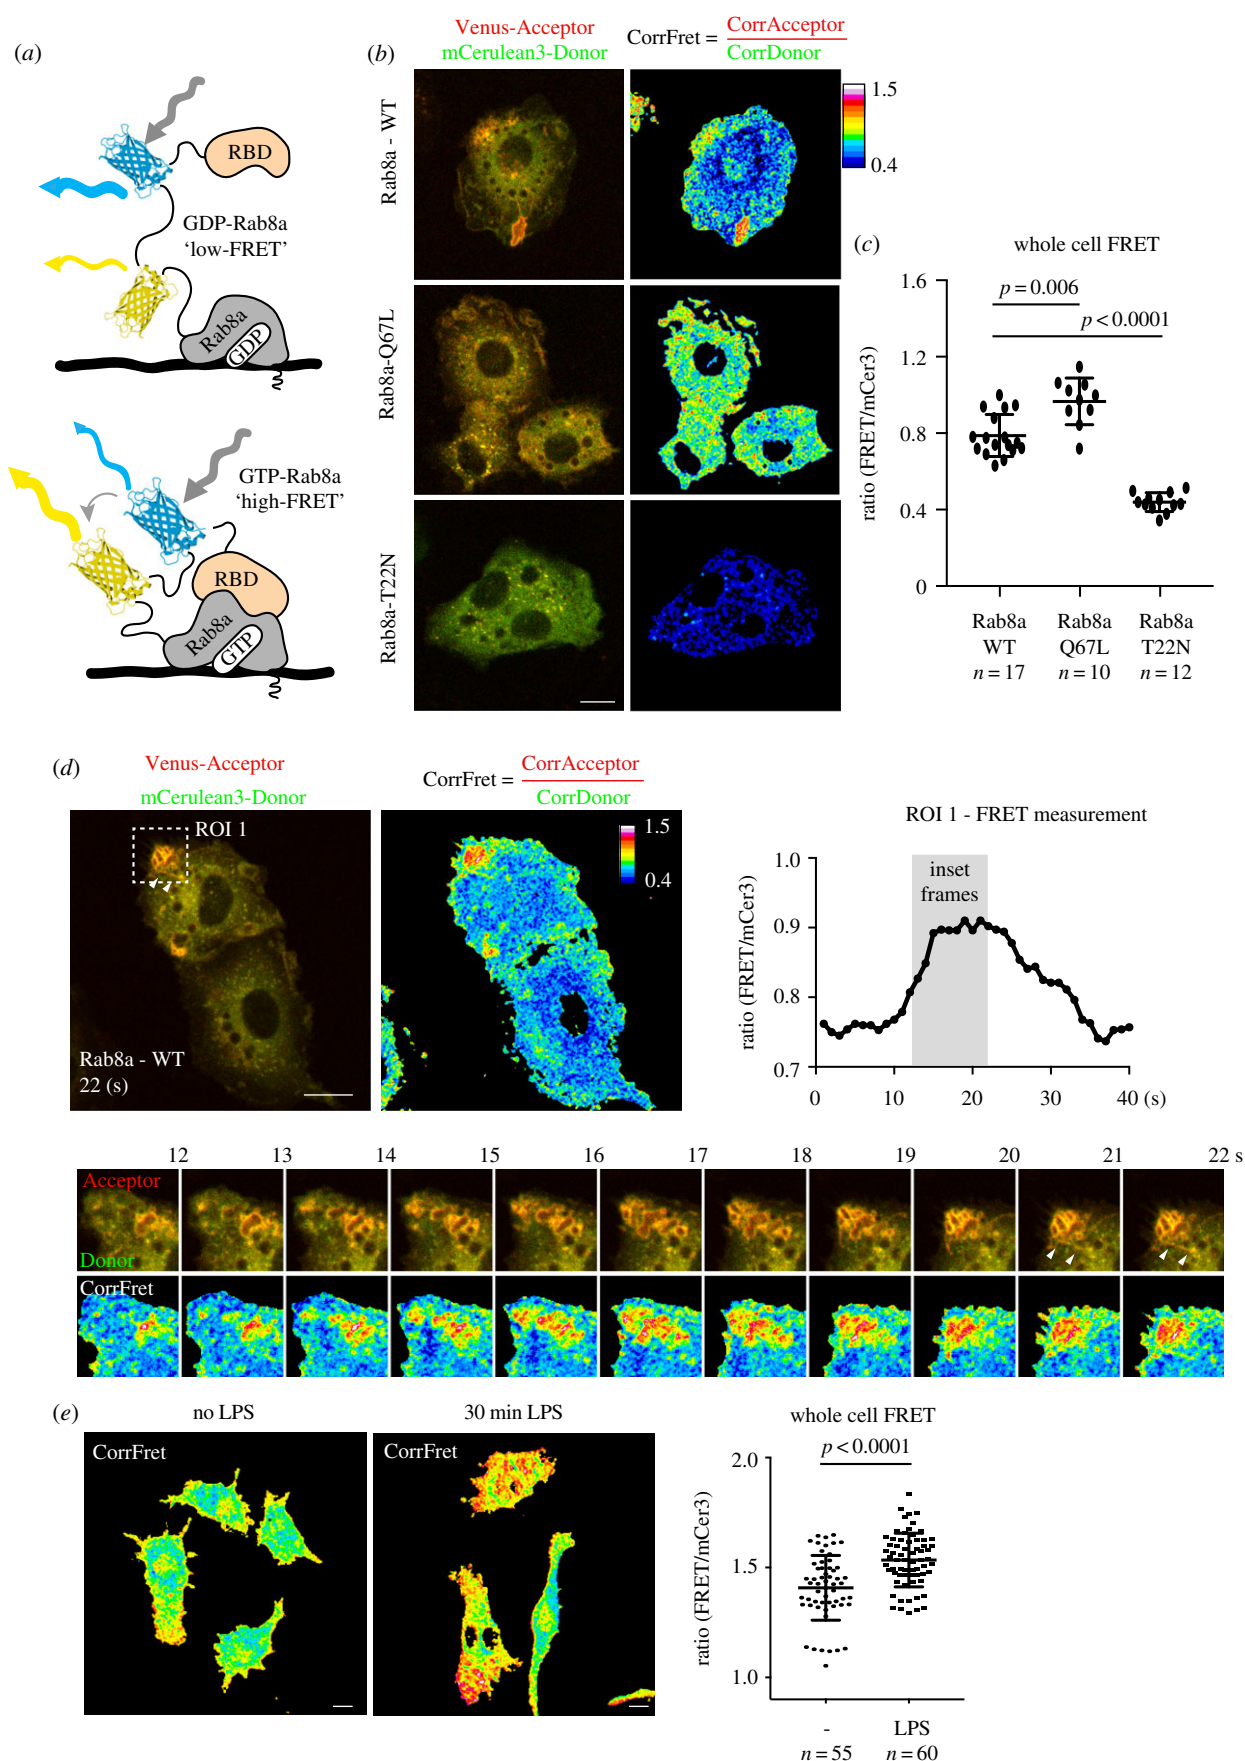 (a)
RBD
GDP-Rab8a
‘low-FRET’
Rab8a
GDP
GTP-Rab8a
‘high-FRET’
RBD
Rab8a
GTP
(b)
Venus-Acceptor
mCerulean3-Donor
CorrFret = CorrAcceptor
CorrDonor
Rab8a - WT
1.5
0.4
Rab8a-Q67L
Rab8a-T22N
(c)
whole cell FRET
p = 0.006
p < 0.0001
ratio (FRET/mCer3)
1.6
1.2
0.8
0.4
0
Rab8a Rab8a Rab8a
WT Q67L T22N
n = 17 n = 10 n = 12
(d)
Venus-Acceptor
mCerulean3-Donor
CorrFret = CorrAcceptor
CorrDonor
ROI 1
Rab8a - WT
22 (s)
1.5
0.4
ROI 1 - FRET measurement
inset
frames
ratio (FRET/mCer3)
1.0
0.9
0.8
0.7
0 10 20 30 40 (s)
12 13 14 15 16 17 18 19 20 21 22 s
Acceptor
Donor
CorrFret
(e)
no LPS
30 min LPS
CorrFret
CorrFret
whole cell FRET
p < 0.0001
ratio (FRET/mCer3)
2.0
1.5
1.0
- LPS
n = 55 n = 60